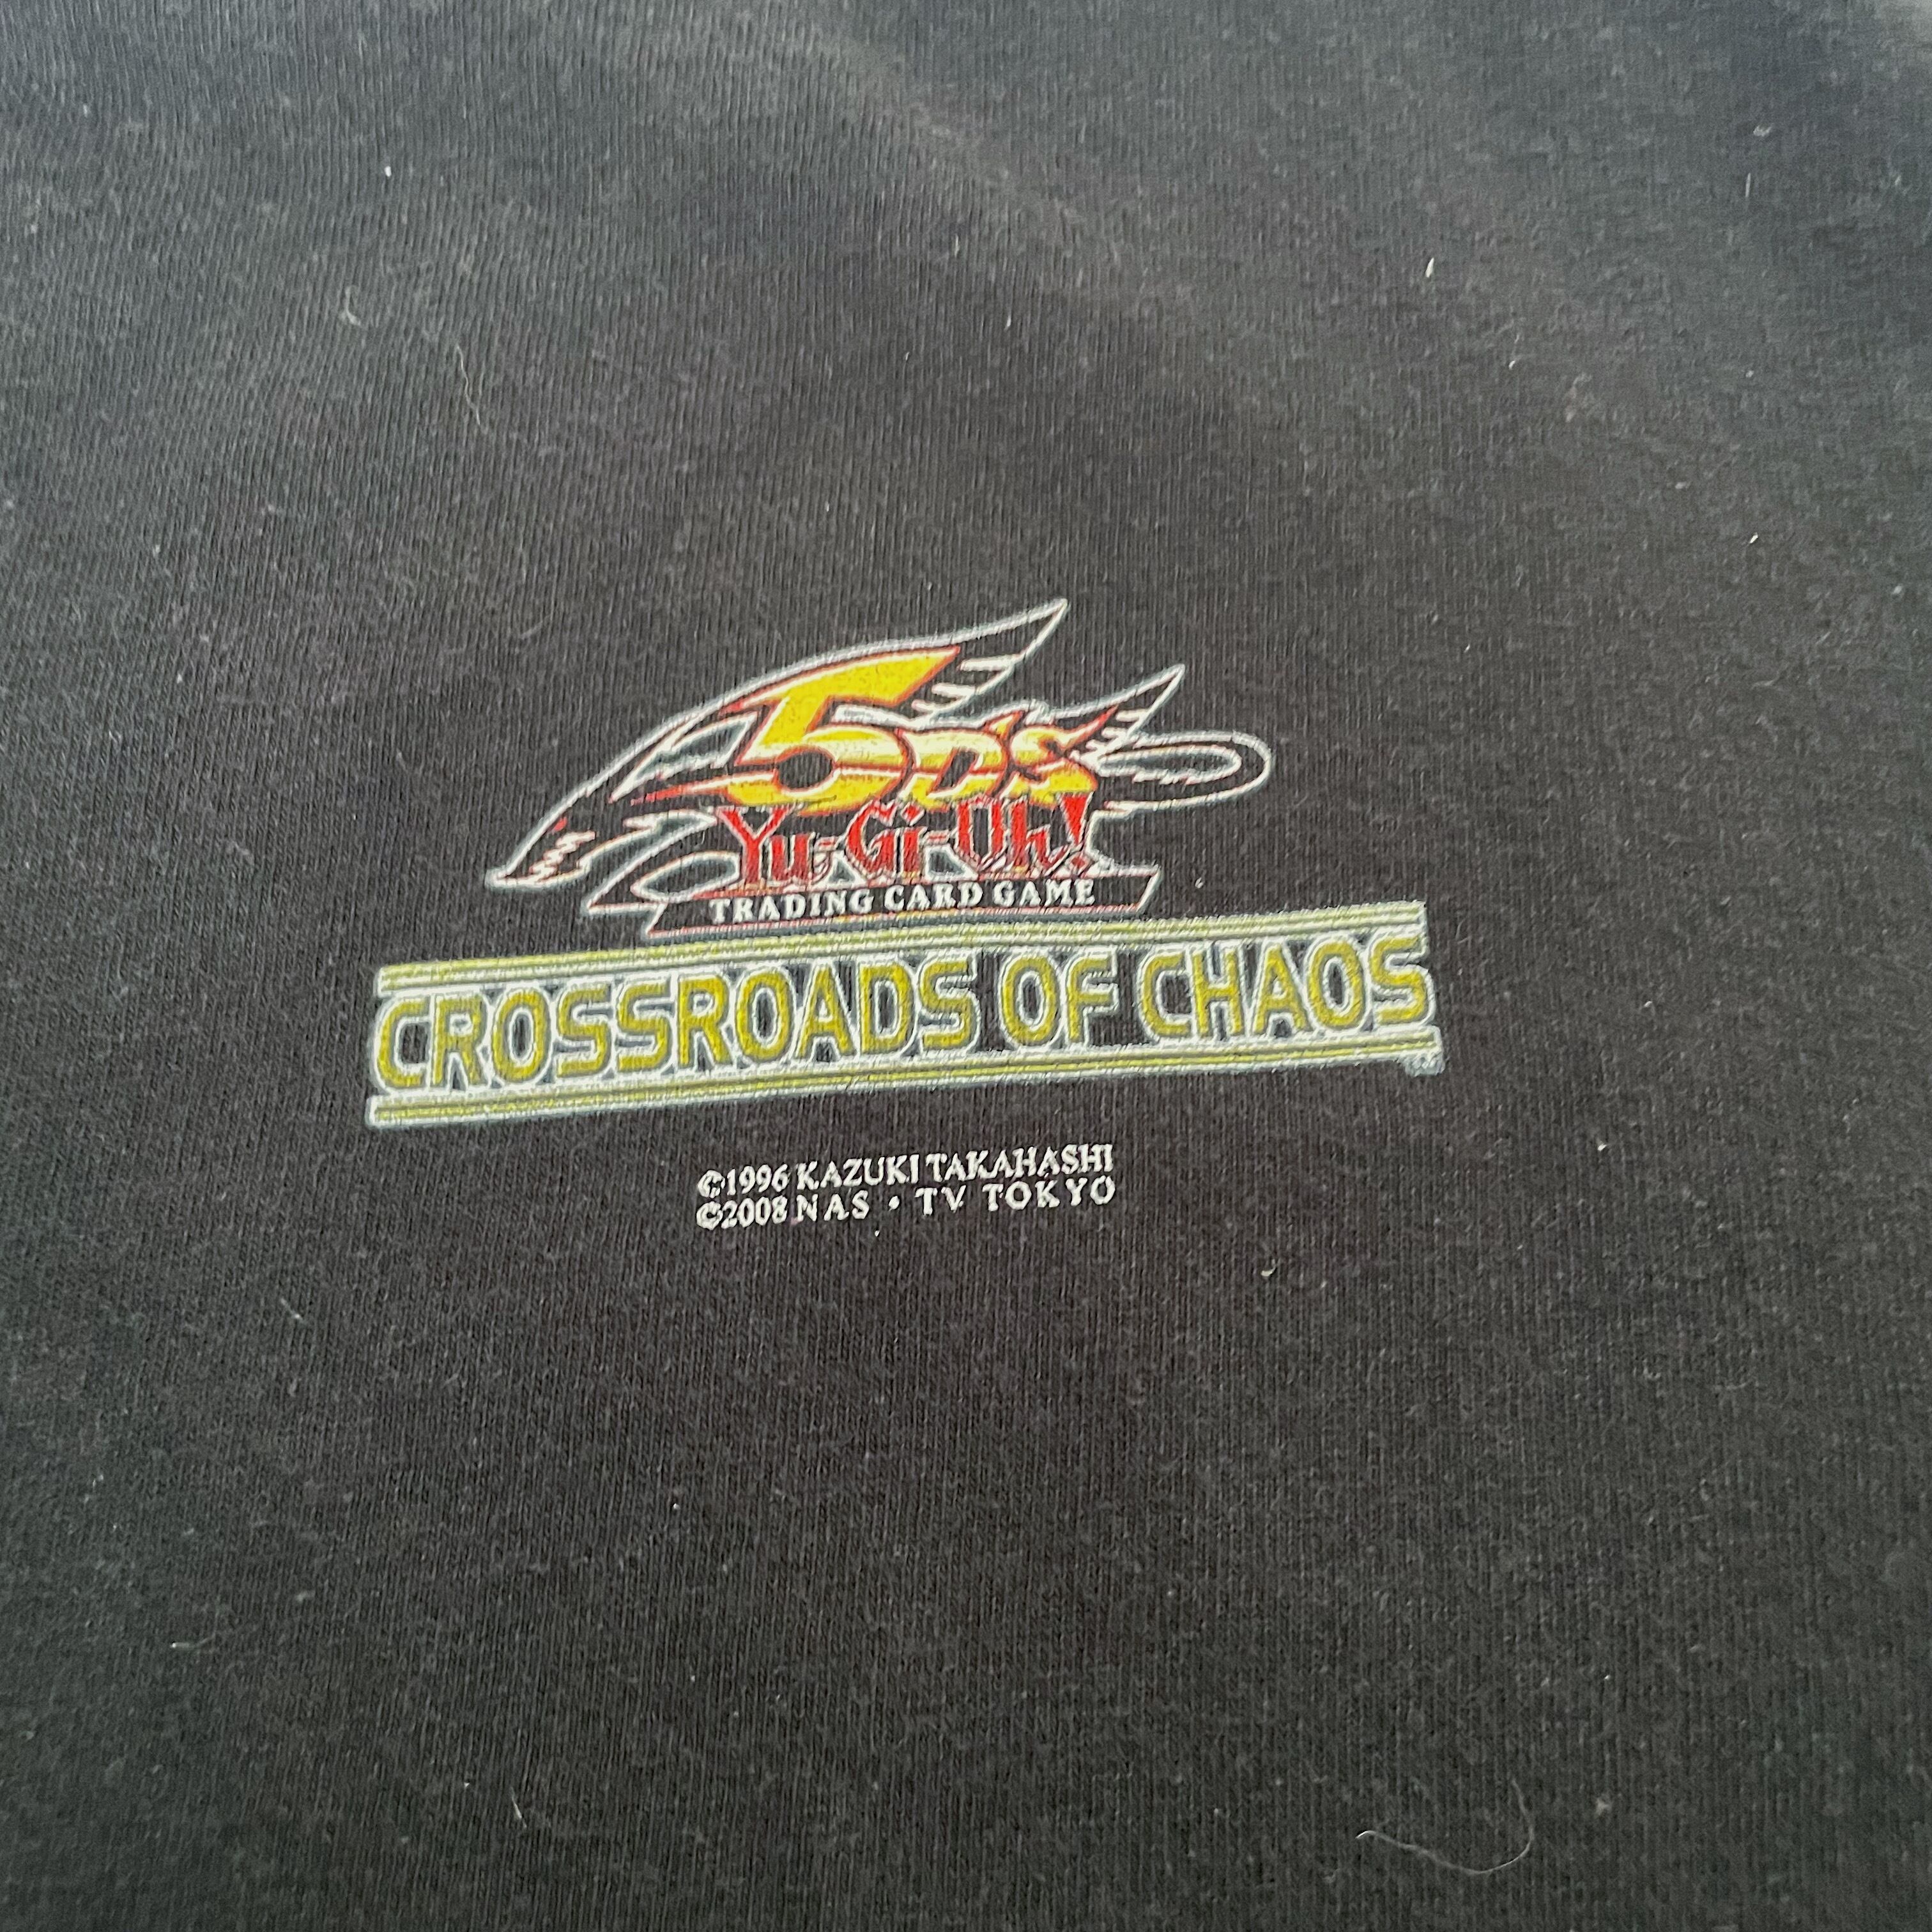 5D's
Yu-Gi-Oh!
TRADING CARD GAME
CROSSROADS OF CHAOS
©1996 KAZUKI TAKAHASHI
©2008 NAS • TV TOKYO